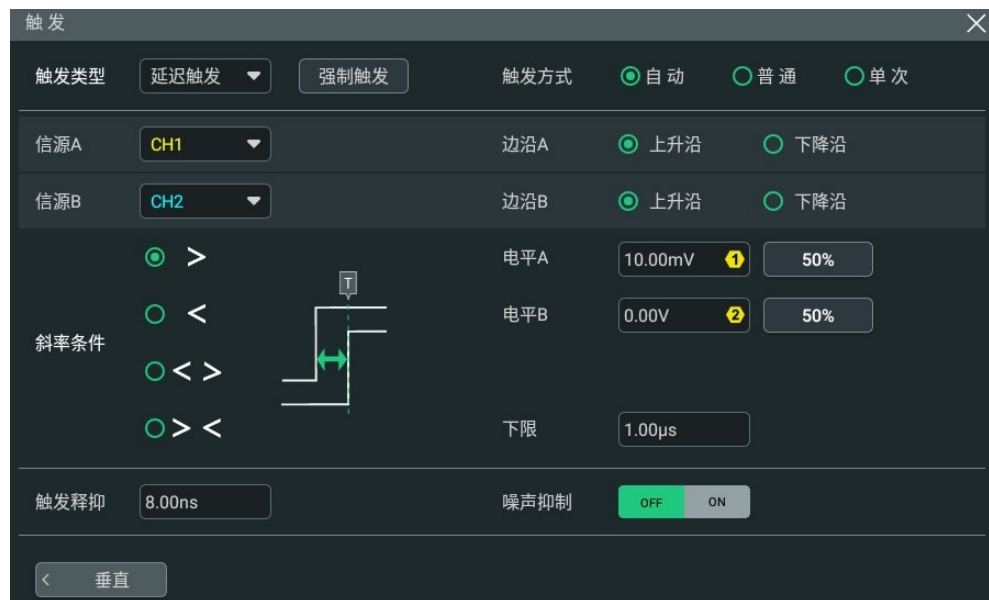 触发
触发类型 延迟触发 强制触发 触发方式 自动 普通 单次
信源A CH1 边沿A 上升沿 下降沿
信源B CH2 边沿B 上升沿 下降沿
> 电平A 10.00mV 1 50%
T
< 电平B 0.00V 2 50%
斜率条件
< >
> < 下限 1.00µs
触发释抑 8.00ns 噪声抑制 OFF ON
< 垂直